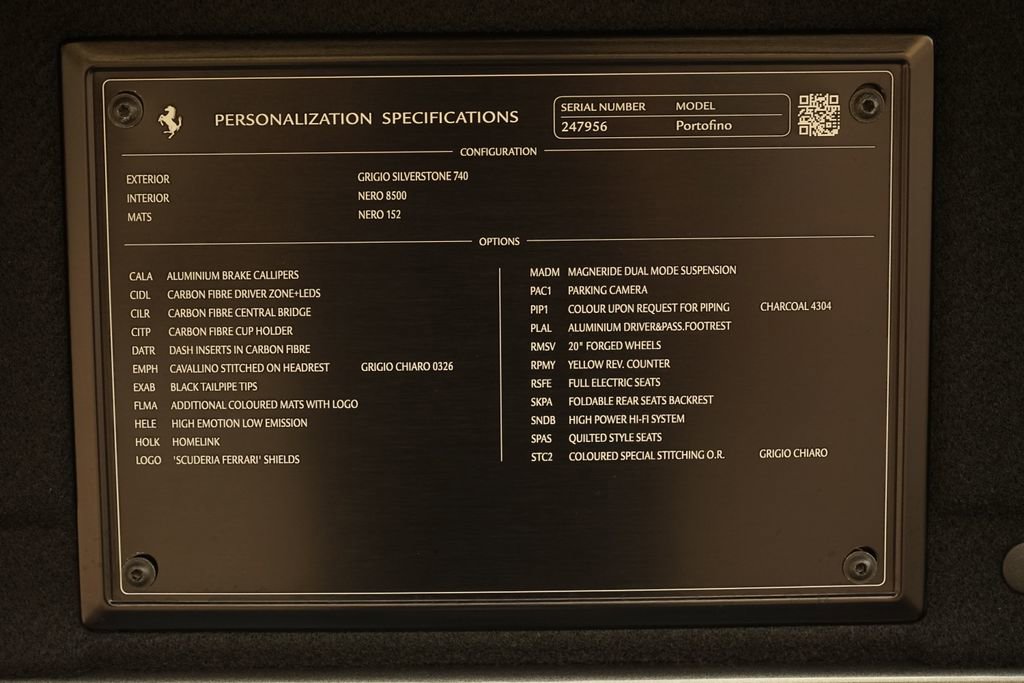 PERSONALIZATION SPECIFICATIONS
SERIAL NUMBER MODEL
247956 Portofino
CONFIGURATION
EXTERIOR GRIGIO SILVERSTONE 740
INTERIOR NERO 8500
MATS NERO 152
OPTIONS
CALA ALUMINIUM BRAKE CALLIPERS
CIDL CARBON FIBRE DRIVER ZONE+LEDS
CILR CARBON FIBRE CENTRAL BRIDGE
CITP CARBON FIBRE CUP HOLDER
DATR DASH INSERTS IN CARBON FIBRE
EMPH CAVALLINO STITCHED ON HEADREST GRIGIO CHIARO 0326
EXAB BLACK TAILPIPE TIPS
FLMA ADDITIONAL COLOURED MATS WITH LOGO
HELE HIGH EMOTION LOW EMISSION
HOLK HOMELINK
LOGO 'SCUDERIA FERRARI' SHIELDS
MADM MAGNERIDE DUAL MODE SUSPENSION
PAC1 PARKING CAMERA
PIP1 COLOUR UPON REQUEST FOR PIPING CHARCOAL 4304
PLAL ALUMINIUM DRIVER&PASS.FOOTREST
RMSV 20" FORGED WHEELS
RPMY YELLOW REV. COUNTER
RSFE FULL ELECTRIC SEATS
SKPA FOLDABLE REAR SEATS BACKREST
SNDB HIGH POWER HI-FI SYSTEM
SPAS QUILTED STYLE SEATS
STC2 COLOURED SPECIAL STITCHING O.R. GRIGIO CHIARO